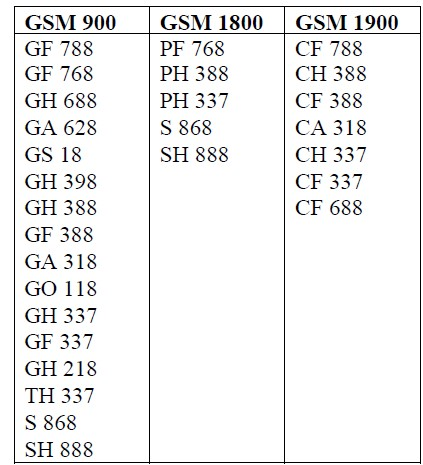 GSM 900 GSM 1800 GSM 1900
GF 788 PF 768 CF 788
GF 768 PH 388 CH 388
GH 688 PH 337 CF 388
GA 628 S 868 CA 318
GS 18 SH 888 CH 337
GH 398 CF 337
GH 388 CF 688
GF 388
GA 318
GO 118
GH 337
GF 337
GH 218
TH 337
S 868
SH 888